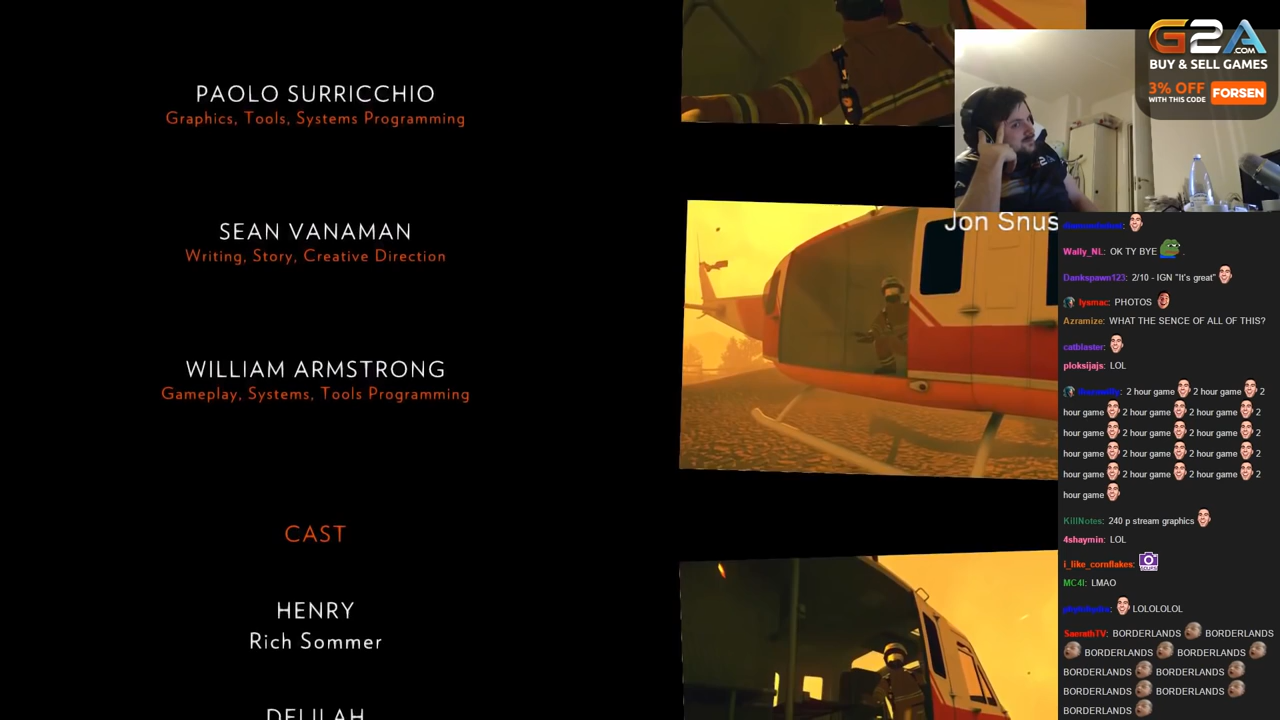 PAOLO SURRICCHIO
Graphics, Tools, Systems Programming
SEAN VANAMAN
Writing, Story, Creative Direction
WILLIAM ARMSTRONG
Gameplay, Systems, Tools Programming
CAST
HENRY
Rich Sommer
DELILAH
G2A
.COM
BUY & SELL GAMES
3% OFF
WITH THIS CODE
FORSEN
G2A
Jon Snus
Wally_NL: OK TY BYE .
Dankspawn123: 2/10 - IGN "It's great"
lysmac: PHOTOS
Azramize: WHAT THE SENCE OF ALL OF THIS?
catblaster:
ploksijajs: LOL
2 hour game 2 hour game 2
hour game 2 hour game 2 hour game 2
hour game 2 hour game 2 hour game 2
hour game 2 hour game 2 hour game 2
hour game 2 hour game 2 hour game 2
hour game
KillNotes: 240 p stream graphics
4shaymin: LOL
i_like_cornflakes:
MC4l: LMAO
LOLOLOLOL
SaerathTV: BORDERLANDS BORDERLANDS
BORDERLANDS BORDERLANDS
BORDERLANDS BORDERLANDS
BORDERLANDS BORDERLANDS
BORDERLANDS